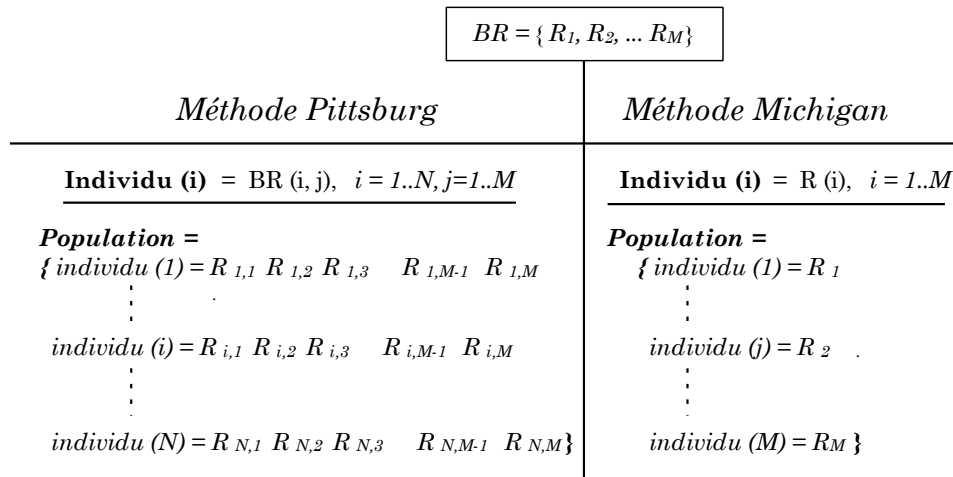 BR = { R1, R2, ... RM}
Méthode Pittsburg
Méthode Michigan
Individu (i) = BR (i, j), i = 1..N, j=1..M
Individu (i) = R (i), i = 1..M
Population =
{ individu (1) = R 1,1 R 1,2 R 1,3 R 1,M-1 R 1,M
individu (i) = R i,1 R i,2 R i,3 R i,M-1 R i,M
individu (N) = R N,1 R N,2 R N,3 R N,M-1 R N,M }
Population =
{ individu (1) = R 1
individu (j) = R 2 .
individu (M) = RM }